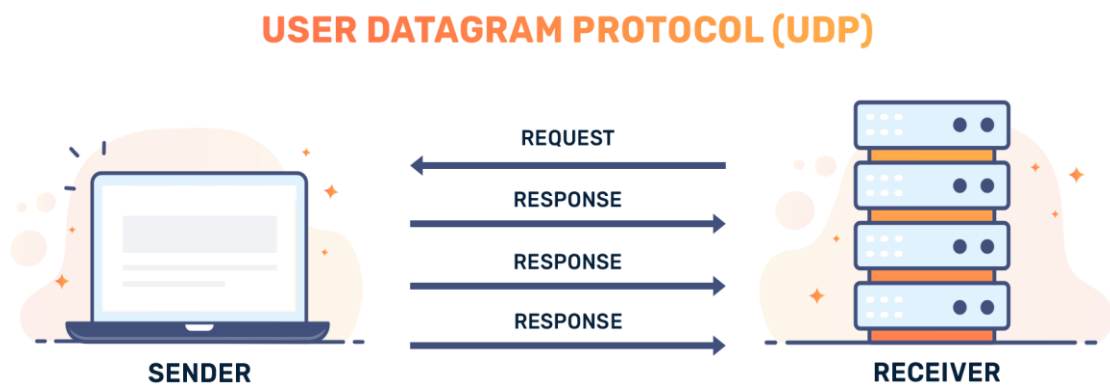 USER DATAGRAM PROTOCOL (UDP)
REQUEST
RESPONSE
RESPONSE
RESPONSE
SENDER
RECEIVER